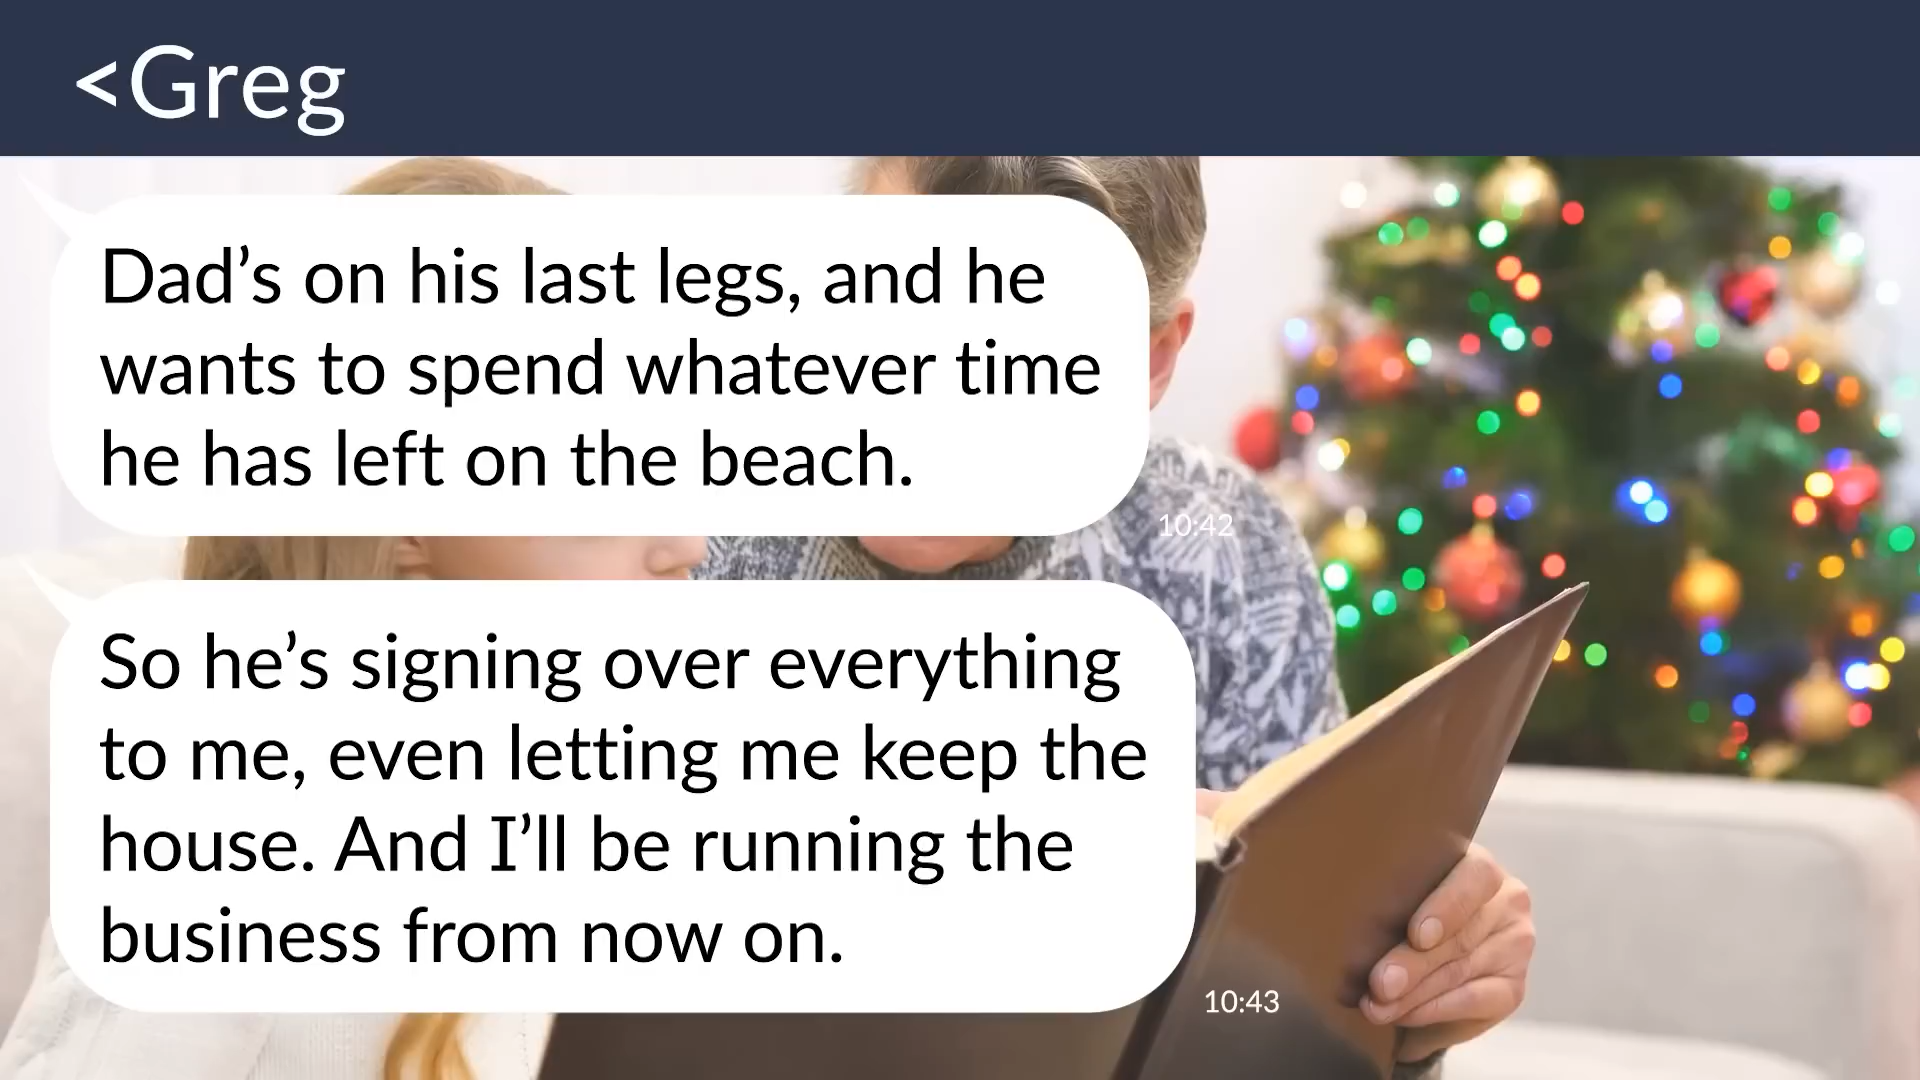 <Greg
Dad’s on his last legs, and he
wants to spend whatever time
he has left on the beach.
10:42
So he’s signing over everything
to me, even letting me keep the
house. And I’ll be running the
business from now on.
10:43